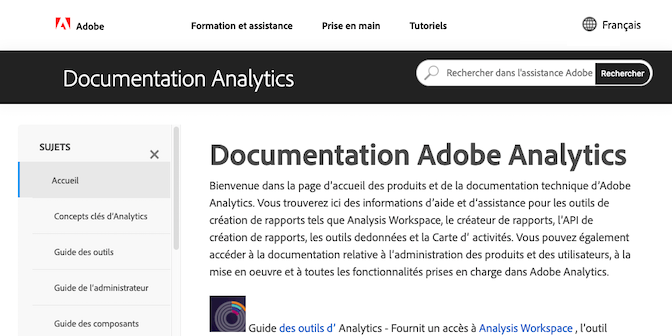 Adobe
Formation et assistance
Prise en main
Tutoriels
Français
Documentation Analytics
Rechercher dans l'assistance Adobe
Rechercher
SUJETS
Accueil
Concepts clés d'Analytics
Guide des outils
Guide de l'administrateur
Guide des composants
Documentation Adobe Analytics
Bienvenue dans la page d'accueil des produits et de la documentation technique d'Adobe
Analytics. Vous trouverez ici des informations d'aide et d'assistance pour les outils de
création de rapports tels que Analysis Workspace, le créateur de rapports, l'API de
création de rapports, les outils dedonnées et la Carte d' activités. Vous pouvez également
accéder à la documentation relative à l'administration des produits et des utilisateurs, à la
mise en oeuvre et à toutes les fonctionnalités prises en charge dans Adobe Analytics.
Guide des outils d' Analytics - Fournit un accès à Analysis Workspace , l'outil